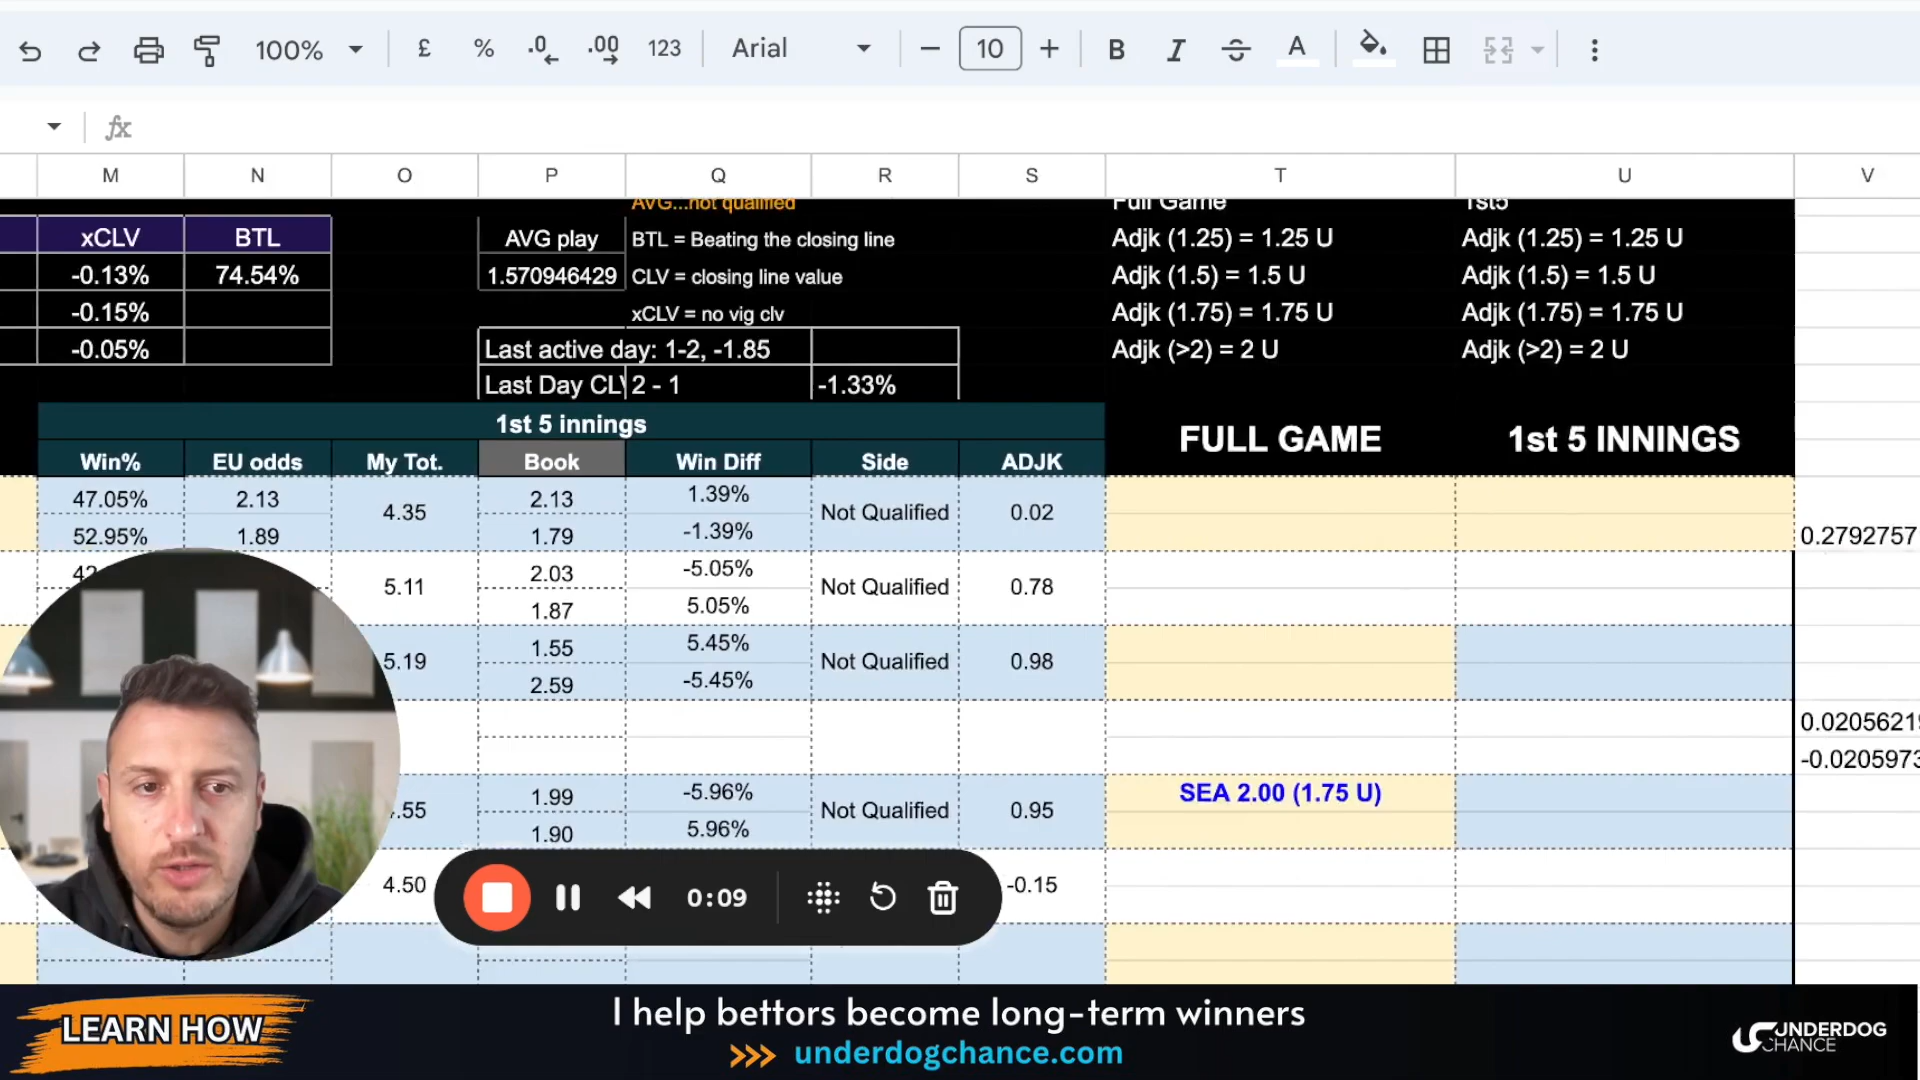 100%
£
%
.0
.00
123
Arial
10
B
I
A
fx
M
N
O
P
Q
R
S
T
U
V
AVG...not qualified
Full Game
1st5
xCLV
BTL
AVG play
BTL = Beating the closing line
Adjk (1.25) = 1.25 U
Adjk (1.25) = 1.25 U
-0.13%
74.54%
1.570946429
CLV = closing line value
Adjk (1.5) = 1.5 U
Adjk (1.5) = 1.5 U
-0.15%
xCLV = no vig clv
Adjk (1.75) = 1.75 U
Adjk (1.75) = 1.75 U
-0.05%
Last active day: 1-2, -1.85
Adjk (>2) = 2 U
Adjk (>2) = 2 U
Last Day CLV
2 - 1
-1.33%
1st 5 innings
FULL GAME
1st 5 INNINGS
Win%
EU odds
My Tot.
Book
Win Diff
Side
ADJK
47.05%
2.13
4.35
2.13
1.39%
Not Qualified
0.02
52.95%
1.89
1.79
-1.39%
0.2792757
5.11
2.03
-5.05%
Not Qualified
0.78
1.87
5.05%
5.19
1.55
5.45%
Not Qualified
0.98
2.59
-5.45%
0.0205621
-0.0205973
.55
1.99
-5.96%
Not Qualified
0.95
SEA 2.00 (1.75 U)
1.90
5.96%
4.50
0:09
-0.15
LEARN HOW
I help bettors become long-term winners
>>> underdogchance.com
UNDERDOG
CHANCE